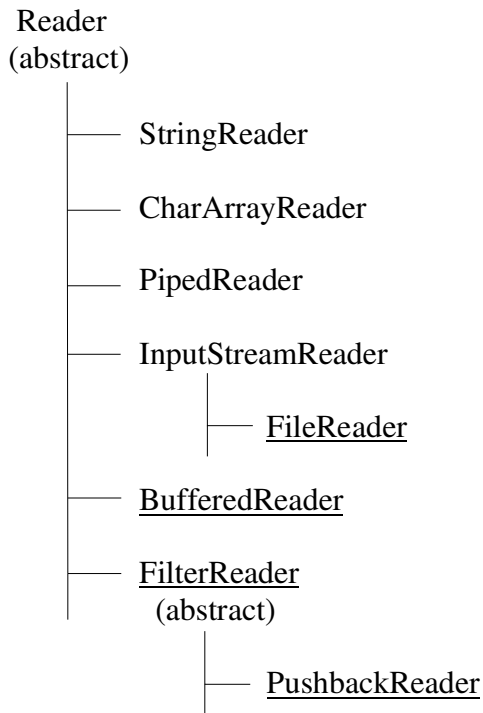 Reader
(abstract)
StringReader
CharArrayReader
PipedReader
InputStreamReader
FileReader
BufferedReader
FilterReader
(abstract)
PushbackReader